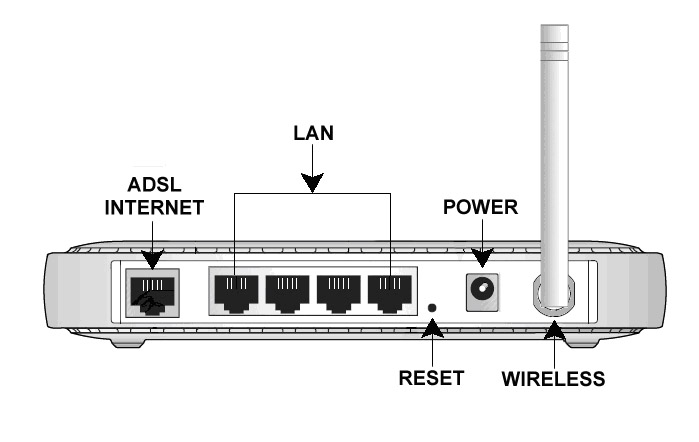 LAN
ADSL
INTERNET
POWER
RESET
WIRELESS